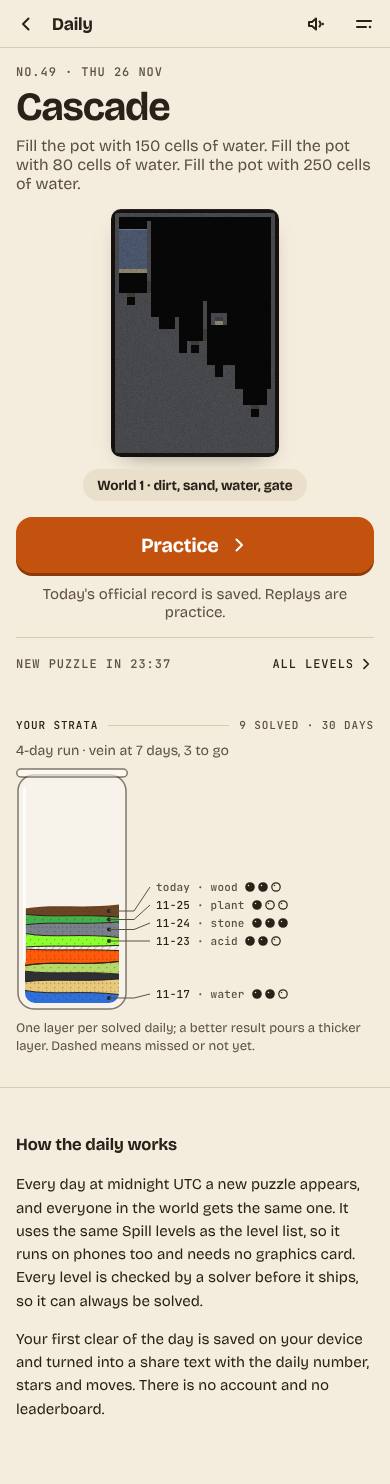 Daily
NO.49 · THU 26 NOV
Cascade
Fill the pot with 150 cells of water. Fill the pot
with 80 cells of water. Fill the pot with 250 cells
of water.
World 1 · dirt, sand, water, gate
Practice
Today's official record is saved. Replays are
practice.
NEW PUZZLE IN 23:37
ALL LEVELS
YOUR STRATA
9 SOLVED · 30 DAYS
4-day run · vein at 7 days, 3 to go
today · wood
11-25 · plant
11-24 · stone
11-23 · acid
11-17 · water
One layer per solved daily; a better result pours a thicker
layer. Dashed means missed or not yet.
How the daily works
Every day at midnight UTC a new puzzle appears,
and everyone in the world gets the same one. It
uses the same Spill levels as the level list, so it
runs on phones too and needs no graphics card.
Every level is checked by a solver before it ships,
so it can always be solved.
Your first clear of the day is saved on your device
and turned into a share text with the daily number,
stars and moves. There is no account and no
leaderboard.